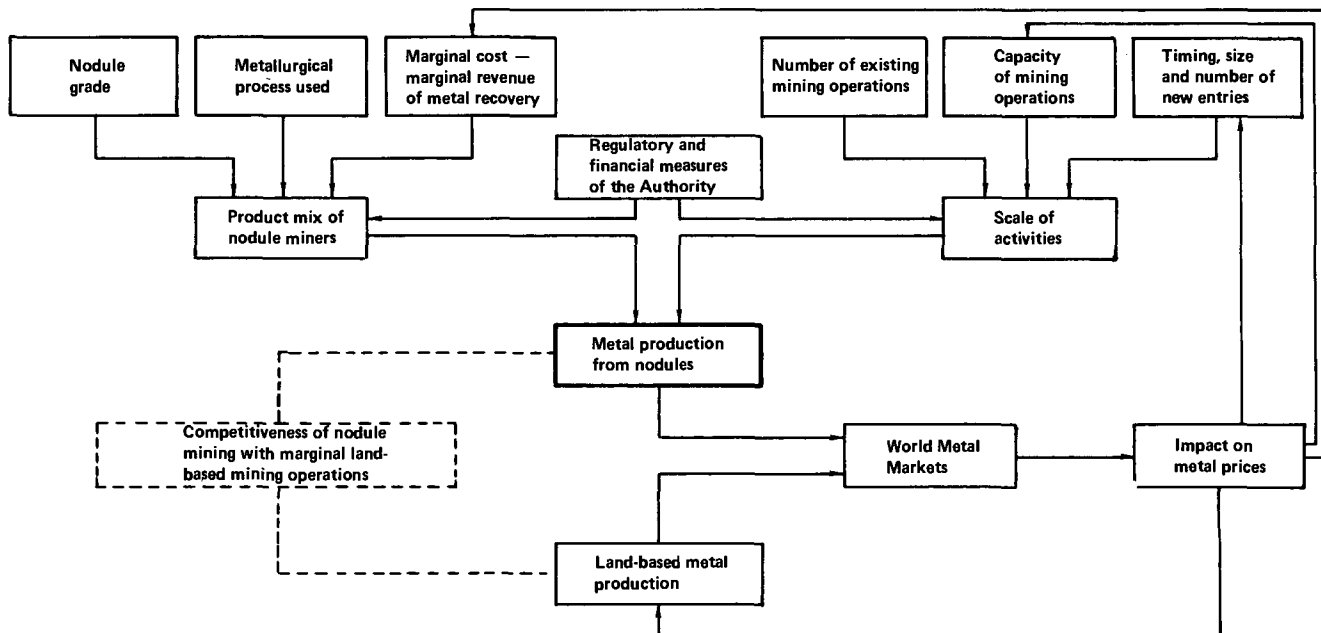 Nodule
grade
Metallurgical
process used
Marginal cost —
marginal revenue
of metal recovery
Number of existing
mining operations
Capacity
of mining
operations
Timing, size
and number of
new entries
Regulatory and
financial measures
of the Authority
Product mix of
nodule miners
Scale of
activities
Metal production
from nodules
Competitiveness of nodule
mining with marginal land-
based mining operations
World Metal
Markets
Impact on
metal prices
Land-based metal
production